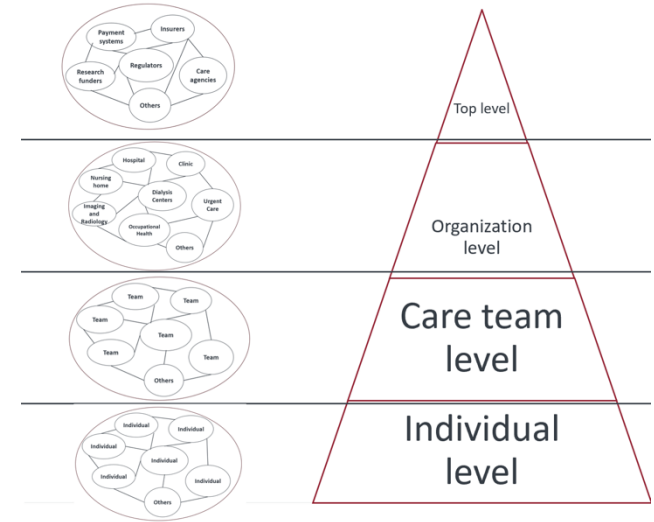 Payment
systems
Insurers
Regulators
Research
funders
Care
agencies
Others
Top level
Hospital
Clinic
Nursing
home
Dialysis
Centers
Imaging
and
Radiology
Urgent
Care
Occupational
Health
Others
Organization
level
Team
Team
Team
Team
Team
Team
Others
Care team
level
Individual
Individual
Individual
Individual
Individual
Individual
Others
Individual
level